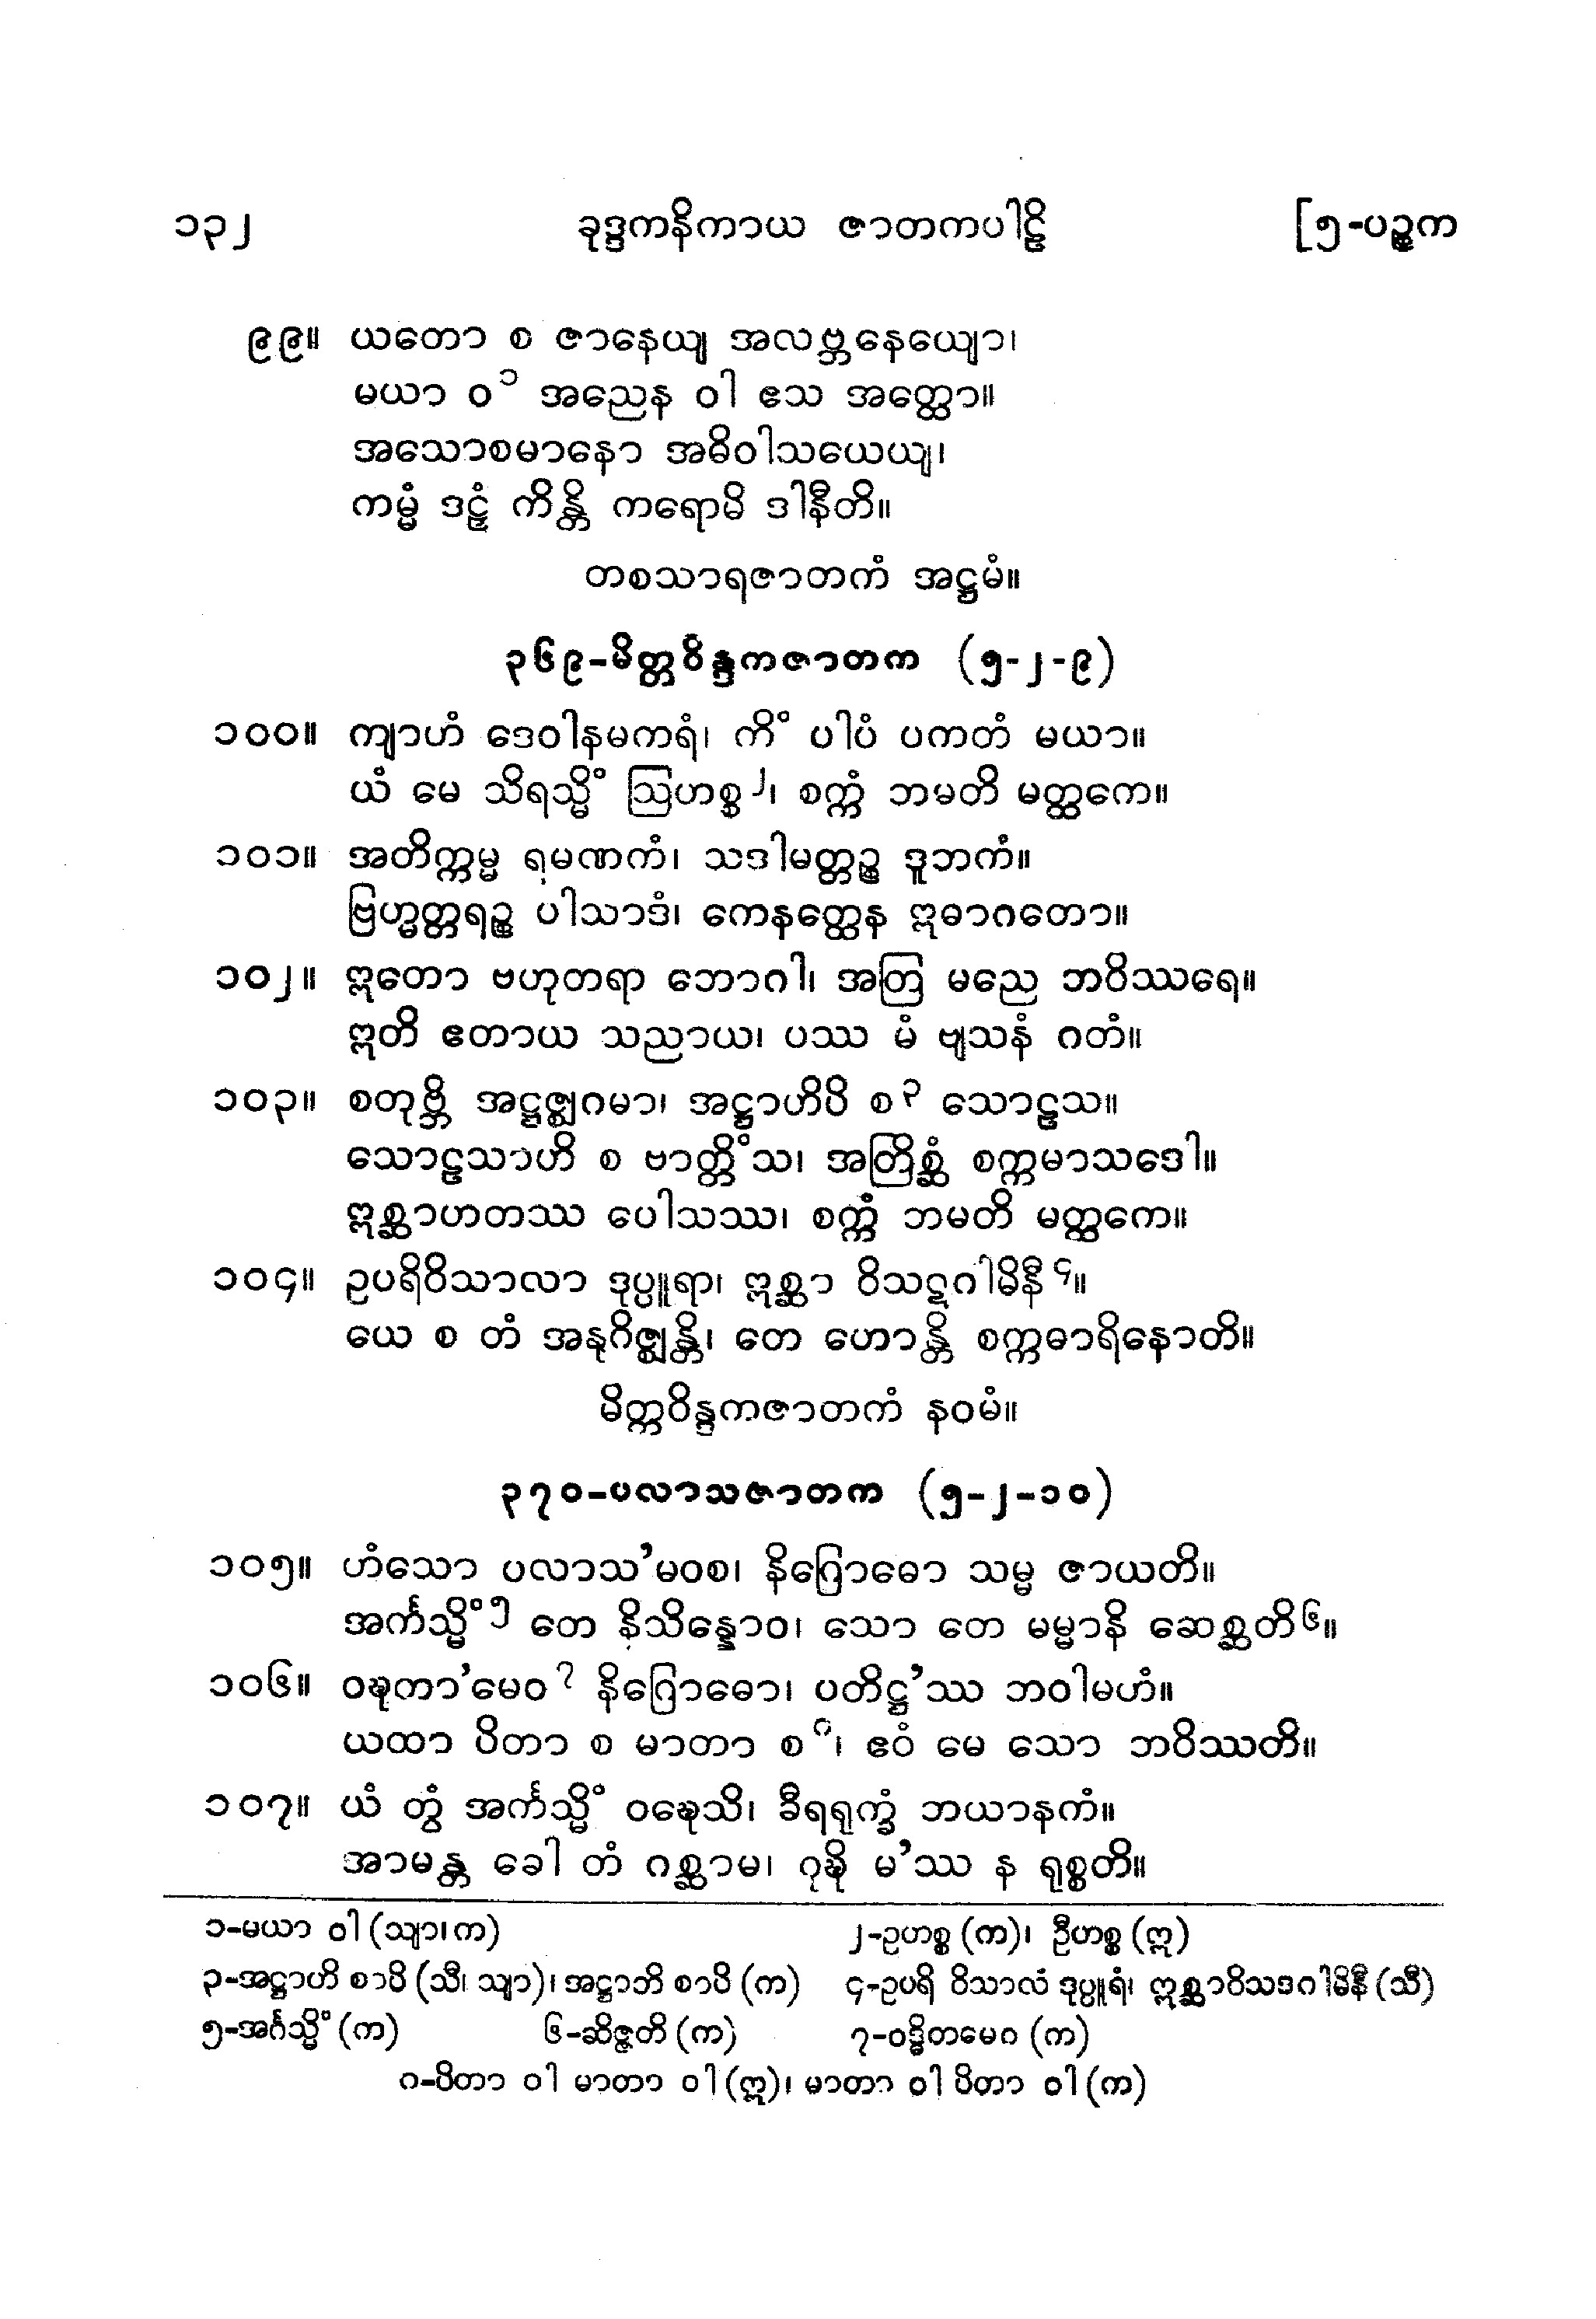 ၁၃၂ ခုဒ္ဒကနိကာယ ဇာတကပါဠိ [၅-ပဉ္စက
၉၉။ ယတော စ ဇာနေယျ အလဗ္ဘနေယျော၊
မယာ ဝ၁ အညေန ဝါ ဧသ အတ္ထော။
အသောစမာနော အဓိဝါသယေယျ၊
ကမ္မံ ဒဠှံ ကိန္တိ ကရောမိ ဒါနီတိ။
တစသာရဇာတကံ အဋ္ဌမံ။
၃၆၉-မိတ္တဝိန္ဒကဇာတက (၅-၂-၉)
၁၀၀။ ကျာဟံ ဒေဝါနမကရံ၊ ကိံ ပါပံ ပကတံ မယာ။
ယံ မေ သိရသ္မိံ ဩဟစ္စ၂၊ စက္ကံ ဘမတိ မတ္ထကေ။
၁၀၁။ အတိက္ကမ္မ ရမဏကံ၊ သဒါမတ္တဉ္စ ဒူဘကံ။
ဗြဟ္မတ္တရဉ္စ ပါသာဒံ၊ ကေနတ္ထေန ဣဓာဂတော။
၁၀၂။ ဣတော ဗဟုတရာ ဘောဂါ၊ အတြ မညေ ဘဝိဿရေ။
ဣတိ ဧတာယ သညာယ၊ ပဿ မံ ဗျသနံ ဂတံ။
၁၀၃။ စတုဗ္ဘိ အဋ္ဌဇ္ဈဂမာ၊ အဋ္ဌာဟိပိ စ၃ သောဠသ။
သောဠသာဟိ စ ဗာတ္တိံသ၊ အတြိစ္ဆံ စက္ကမာသဒေါ။
ဣစ္ဆာဟတဿ ပေါသဿ၊ စက္ကံ ဘမတိ မတ္ထကေ။
၁၀၄။ ဥပရိဝိသာလာ ဒုပ္ပူရာ၊ ဣစ္ဆာ ဝိသဋဂါမိနီ၄။
ယေ စ တံ အနုဂိဇ္ဈန္တိ၊ တေ ဟောန္တိ စက္ကဓာရိနောတိ။
မိတ္တဝိန္ဒကဇာတကံ နဝမံ။
၃၇၀-ပလာသဇာတက (၅-၂-၁၀)
၁၀၅။ ဟံသော ပလာသ’မဝစ၊ နိဂြောဓော သမ္မ ဇာယတိ။
အင်္ကသ္မိံ၅ တေ နိသိန္နောဝ၊ သော တေ မမ္မာနိ ဆေစ္ဆတိ၆။
၁၀၆။ ဝဍ္ဎတာ’မေဝ၇ နိဂြောဓော၊ ပတိဋ္ဌ’ဿ ဘဝါမဟံ။
ယထာ ပိတာ စ မာတာ စ၈၊ ဧဝံ မေ သော ဘဝိဿတိ။
၁၀၇။ ယံ တွံ အင်္ကသ္မိံ ဝဍ္ဎေသိ၊ ခီရရုက္ခံ ဘယာနကံ။
အာမန္တ ခေါ တံ ဂစ္ဆာမ၊ ဝုဍ္ဎိ မ’ဿ န ရုစ္စတိ။
၁-မယာ ဝါ (သျာ၊ က) ၂-ဥဟစ္စ (က)၊ ဦဟစ္စ (ဣ)
၃-အဋ္ဌာဟိ စာပိ (သီ၊ သျာ)၊ အဋ္ဌာဘိ စာပိ (က) ၄-ဥပရိ ဝိသာလံ ဒုပ္ပူရံ၊ ဣစ္ဆာဝိသဒဂါမိနီ (သီ)
၅-အင်္ဂသ္မိံ (က) ၆-ဆိဇ္ဇတိ (က) ၇-ဝဒ္ဓိတမေဝ (က)
၈-ပိတာ ဝါ မာတာ ဝါ (ဣ)၊ မာတာ ဝါ ပိတာ ဝါ (က)